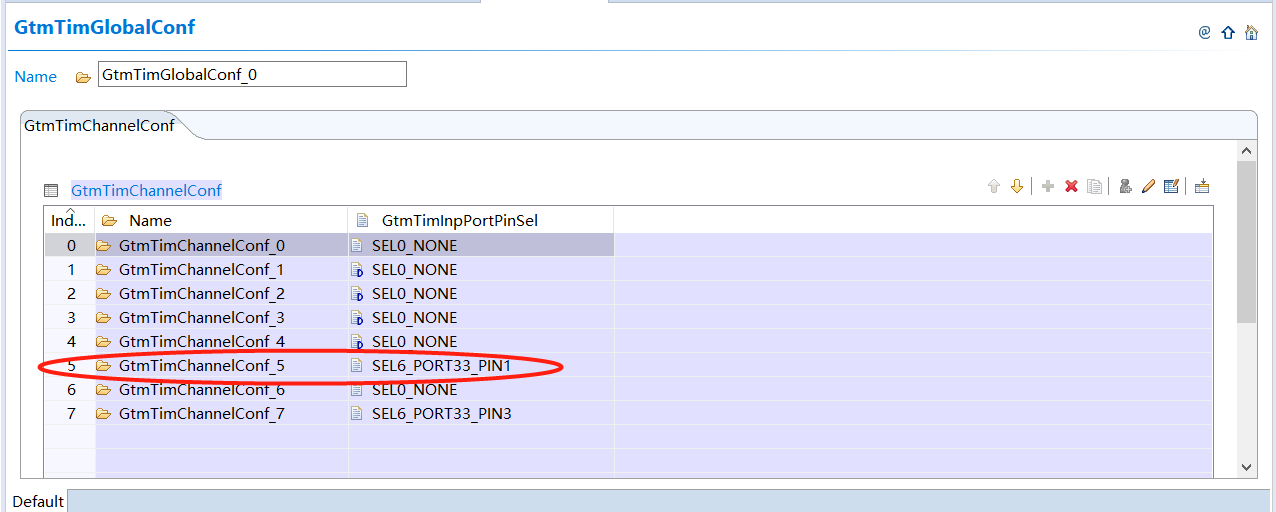 GtmTimGlobalConf
Name GtmTimGlobalConf_0
GtmTimChannelConf
GtmTimChannelConf
Ind... Name GtmTimInpPortPinSel
0 GtmTimChannelConf_0 SEL0_NONE
1 GtmTimChannelConf_1 SEL0_NONE
2 GtmTimChannelConf_2 SEL0_NONE
3 GtmTimChannelConf_3 SEL0_NONE
4 GtmTimChannelConf_4 SEL0_NONE
5 GtmTimChannelConf_5 SEL6_PORT33_PIN1
6 GtmTimChannelConf_6 SEL0_NONE
7 GtmTimChannelConf_7 SEL6_PORT33_PIN3
Default